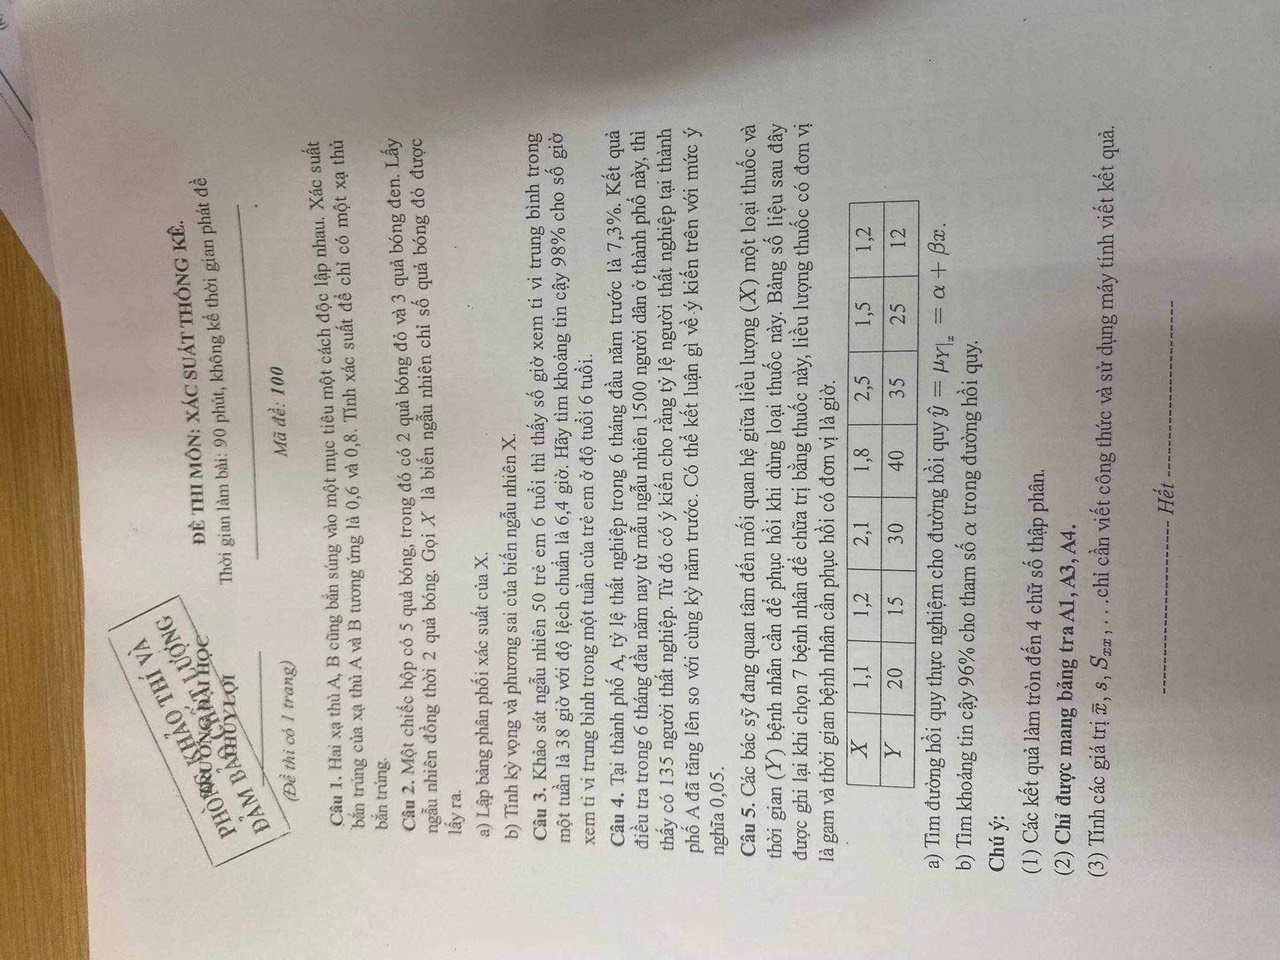 PHÒNG KHẢO THÍ VÀ
ĐẢM BẢO CHẤT LƯỢNG
TRƯỜNG ĐẠI HỌC
THỦY LỢI
(Đề thi có 1 trang)
ĐỀ THI MÔN: XÁC SUẤT THỐNG KÊ.
Thời gian làm bài: 90 phút, không kể thời gian phát đề
Mã đề: 100
Câu 1. Hai xạ thủ A, B cũng bắn súng vào một mục tiêu một cách độc lập nhau. Xác suất
bắn trúng của xạ thủ A và B tương ứng là 0,6 và 0,8. Tính xác suất để chỉ có một xạ thủ
bắn trúng.
Câu 2. Một chiếc hộp có 5 quả bóng, trong đó có 2 quả bóng đỏ và 3 quả bóng đen. Lấy
ngẫu nhiên đồng thời 2 quả bóng. Gọi X là biến ngẫu nhiên chỉ số quả bóng đỏ được
lấy ra.
a) Lập bảng phân phối xác suất của X.
b) Tính kỳ vọng và phương sai của biến ngẫu nhiên X.
Câu 3. Khảo sát ngẫu nhiên 50 trẻ em 6 tuổi thì thấy số giờ xem ti vi trung bình trong
một tuần là 38 giờ với độ lệch chuẩn là 6,4 giờ. Hãy tìm khoảng tin cậy 98% cho số giờ
xem ti vi trung bình trong một tuần của trẻ em ở độ tuổi 6 tuổi.
Câu 4. Tại thành phố A, tỷ lệ thất nghiệp trong 6 tháng đầu năm trước là 7,3%. Kết quả
điều tra trong 6 tháng đầu năm nay từ mẫu ngẫu nhiên 1500 người dân ở thành phố này, thì
thấy có 135 người thất nghiệp. Từ đó có ý kiến cho rằng tỷ lệ người thất nghiệp tại thành
phố A đã tăng lên so với cùng kỳ năm trước. Có thể kết luận gì về ý kiến trên với mức ý
nghĩa 0,05.
Câu 5. Các bác sỹ đang quan tâm đến mối quan hệ giữa liều lượng (X) một loại thuốc và
thời gian (Y) bệnh nhân cần để phục hồi khi dùng loại thuốc này. Bảng số liệu sau đây
được ghi lại khi chọn 7 bệnh nhân để chữa trị bằng thuốc này, liều lượng thuốc có đơn vị
là gam và thời gian bệnh nhân cần phục hồi có đơn vị là giờ.
X 1,1 1,2 2,1 1,8 2,5 1,5 1,2
Y 20 15 30 40 35 25 12
a) Tìm đường hồi quy thực nghiệm cho đường hồi quy ŷ = μ_{Y|x} = α + βx.
b) Tìm khoảng tin cậy 96% cho tham số α trong đường hồi quy.
Chú ý:
(1) Các kết quả làm tròn đến 4 chữ số thập phân.
(2) Chỉ được mang bảng tra A1, A3, A4.
(3) Tính các giá trị x̄, s, Sₓₓ, . . .chỉ cần viết công thức và sử dụng máy tính viết kết quả.
----------------------- Hết -----------------------